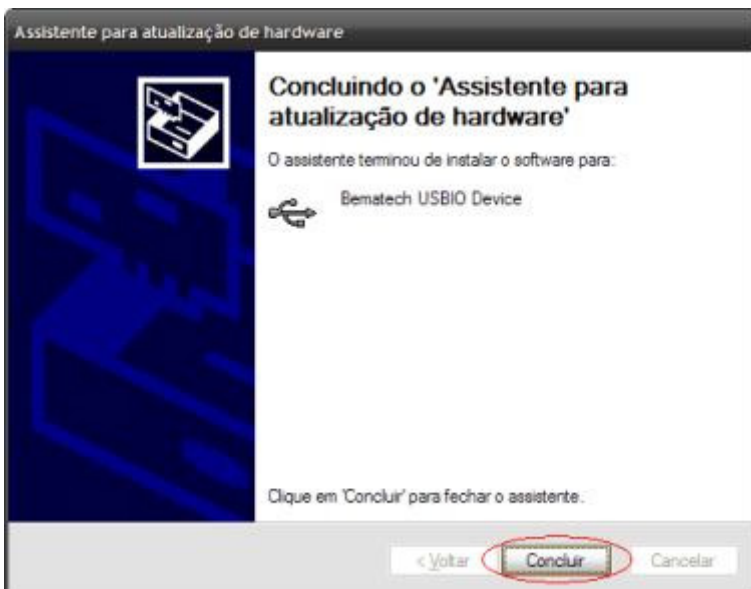 Assistente para atualização de hardware
Concluindo o 'Assistente para
atualização de hardware'
O assistente terminou de instalar o software para:
Bematech USBIO Device
Clique em 'Concluir' para fechar o assistente.
< Voltar Concluir Cancelar